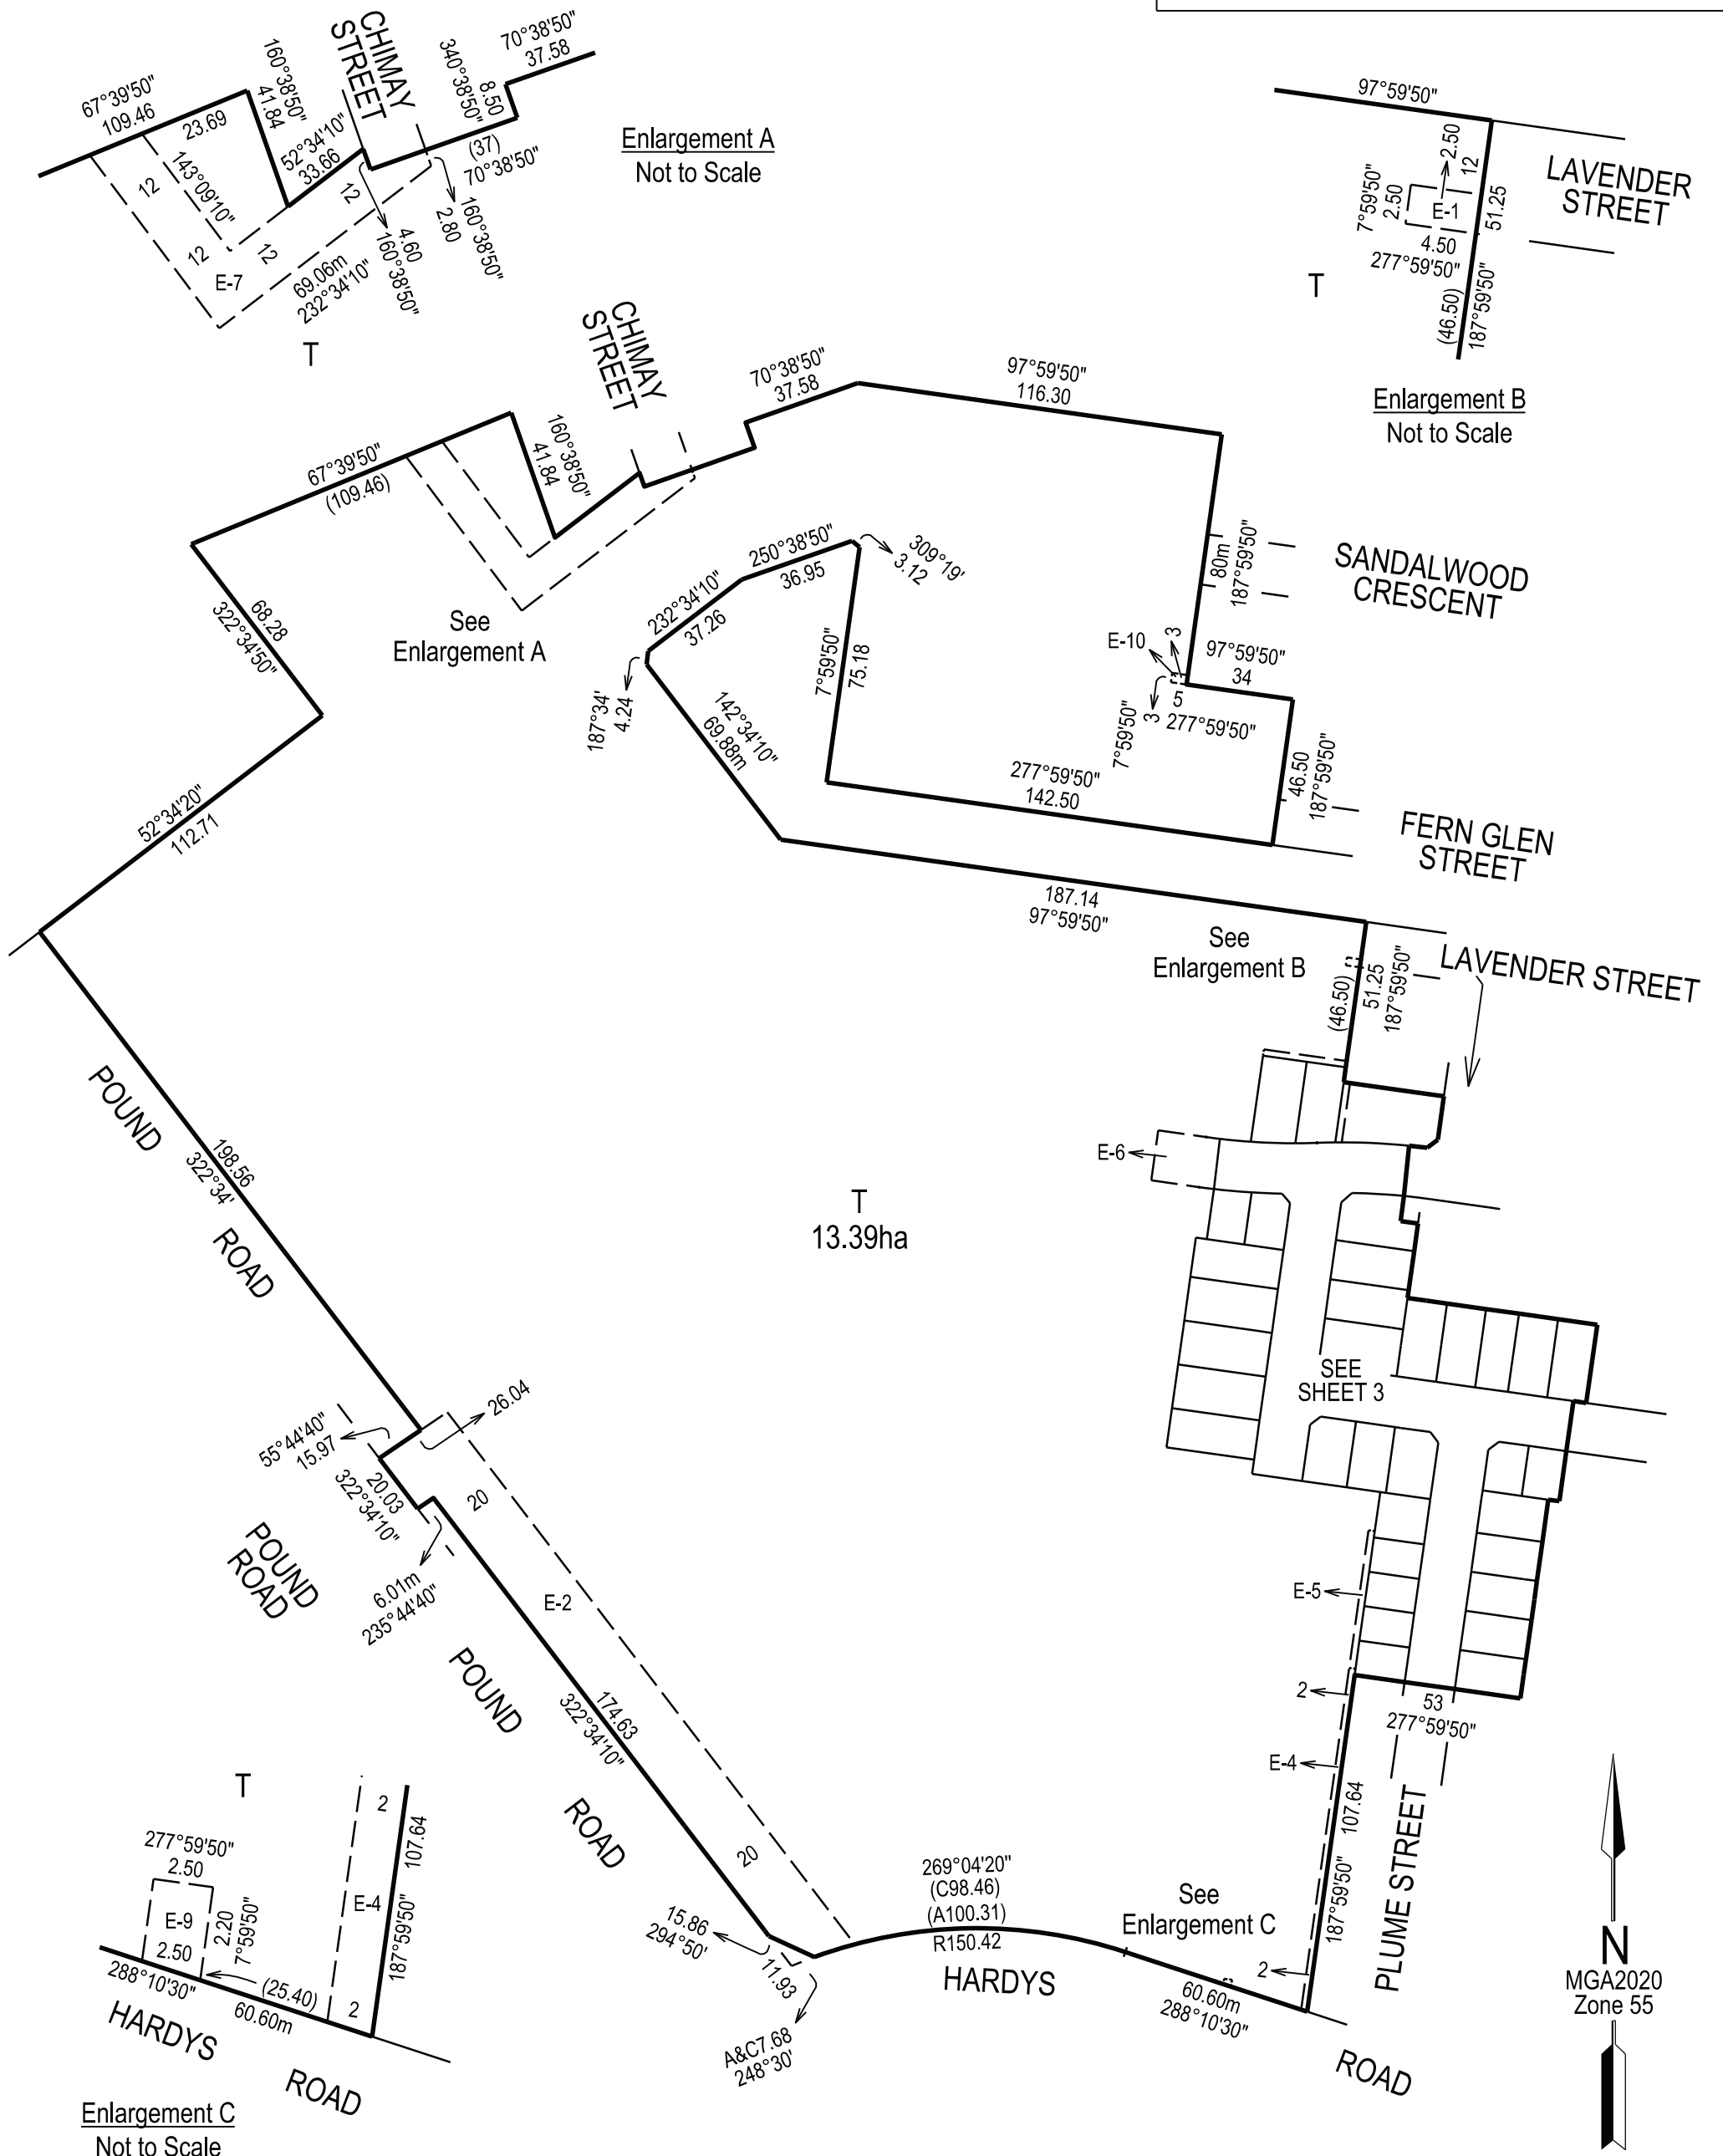 CHIMAY
STREET
67°39'50"
109.46
23.69
160°38'50"
41.84
143°09'10"
52°34'10"
33.66
340°38'50"
8.50
70°38'50"
37.58
(37)
70°38'50"
12
12
12
12
E-7
69.06m
232°34'10"
4.60
160°38'50"
2.80
160°38'50"
T
Enlargement A
Not to Scale
97°59'50"
2.50
12
7°59'50"
2.50
E-1
51.25
4.50
277°59'50"
(46.50)
187°59'50"
LAVENDER
STREET
T
Enlargement B
Not to Scale
CHIMAY
STREET
67°39'50"
(109.46)
160°38'50"
41.84
70°38'50"
37.58
97°59'50"
116.30
68.28
322°34'50"
See
Enlargement A
232°34'10"
37.26
250°38'50"
36.95
309°19'
3.12
187°34'
4.24
142°34'10"
69.88m
7°59'50"
75.18
80m
187°59'50"
SANDALWOOD
CRESCENT
E-10
3
97°59'50"
34
5
277°59'50"
7°59'50"
3
46.50
187°59'50"
277°59'50"
142.50
FERN GLEN
STREET
52°34'20"
112.71
187.14
97°59'50"
See
Enlargement B
(46.50)
51.25
187°59'50"
LAVENDER STREET
POUND
198.56
322°34'
ROAD
E-6
T
13.39ha
SEE
SHEET 3
55°44'40"
15.97
26.04
20.03
322°34'10"
20
POUND
ROAD
6.01m
235°44'40"
E-2
E-5
POUND
174.63
322°34'10"
ROAD
20
2
53
277°59'50"
E-4
107.64
187°59'50"
PLUME STREET
15.86
294°50'
11.93
A&C7.68
248°30'
269°04'20"
(C98.46)
(A100.31)
R150.42
HARDYS
See
Enlargement C
2
60.60m
288°10'30"
ROAD
N
MGA2020
Zone 55
T
277°59'50"
2.50
E-9
2.50
2.20
7°59'50"
2
E-4
107.64
187°59'50"
288°10'30"
(25.40)
60.60m
2
HARDYS
ROAD
Enlargement C
Not to Scale